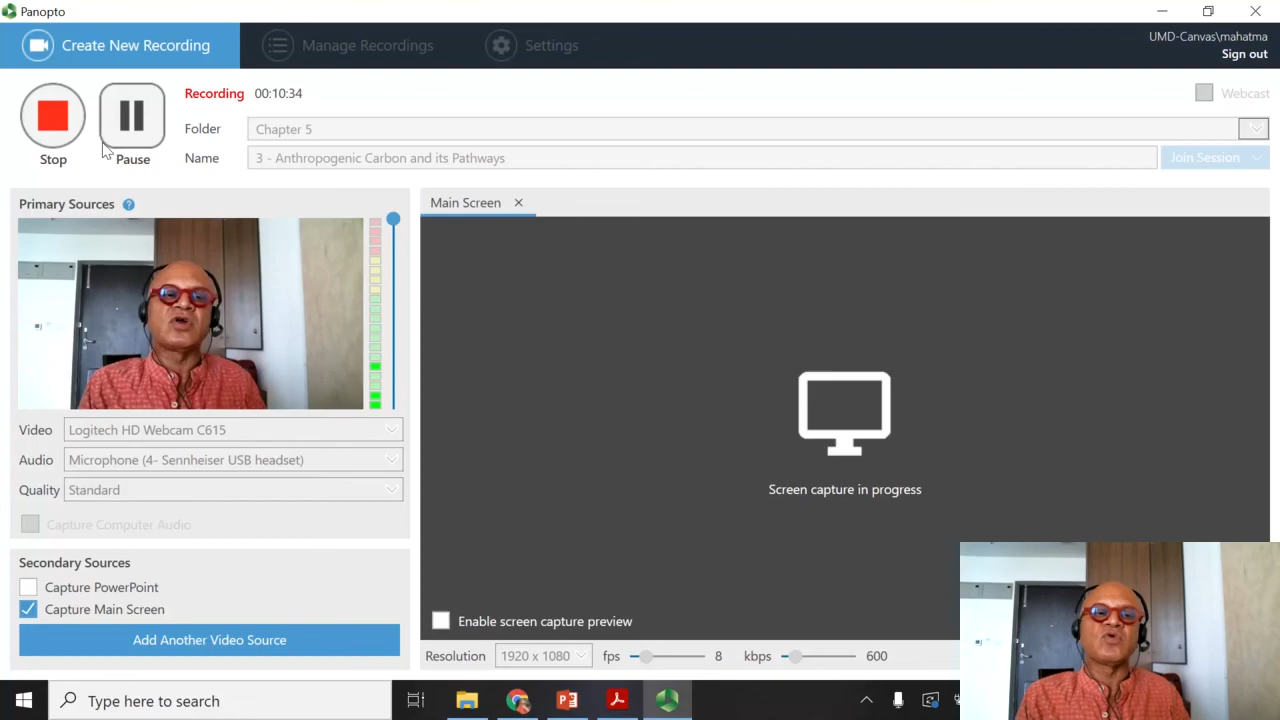 Panopto
Create New Recording
Manage Recordings
Settings
UMD-Canvas\mahatma
Sign out
Recording 00:10:34
Webcast
Folder Chapter 5
Name 3 - Anthropogenic Carbon and its Pathways
Join Session
Stop Pause
Primary Sources ?
Main Screen
Video Logitech HD Webcam C615
Audio Microphone (4- Sennheiser USB headset)
Quality Standard
Capture Computer Audio
Screen capture in progress
Secondary Sources
Capture PowerPoint
Capture Main Screen
Add Another Video Source
Enable screen capture preview
Resolution 1920 x 1080 fps 8 kbps 600
Type here to search